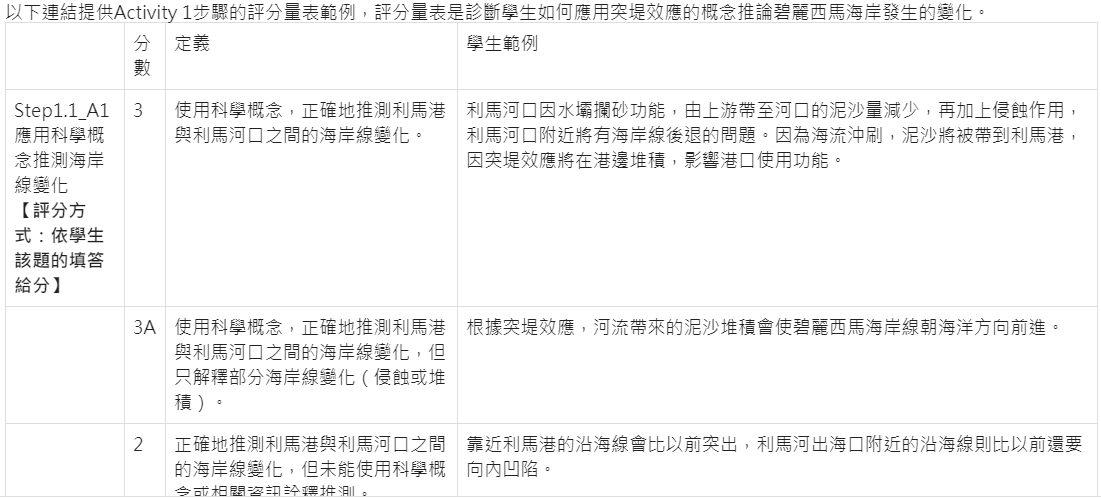 以下連結提供Activity 1步驟的評分量表範例，評分量表是診斷學生如何應用突堤效應的概念推論碧麗西馬海岸發生的變化。
分數
定義
學生範例
Step1.1_A1
應用科學概
念推測海岸
線變化
【評分方
式：依學生
該題的填答
給分】
3
使用科學概念，正確地推測利馬港
與利馬河口之間的海岸線變化。
利馬河口因水壩攔砂功能，由上游帶至河口的泥沙量減少，再加上侵蝕作用，
利馬河口附近將有海岸線後退的問題。因為海流沖刷，泥沙將被帶到利馬港，
因突堤效應將在港邊堆積，影響港口使用功能。
3A
使用科學概念，正確地推測利馬港
與利馬河口之間的海岸線變化，但
只解釋部分海岸線變化（侵蝕或堆
積）。
根據突堤效應，河流帶來的泥沙堆積會使碧麗西馬海岸線朝海洋方向前進。
2
正確地推測利馬港與利馬河口之間
的海岸線變化，但未能使用科學概
念或相關資訊詮釋推測。
靠近利馬港的沿海線會比以前突出，利馬河出海口附近的沿海線則比以前還要
向內凹陷。